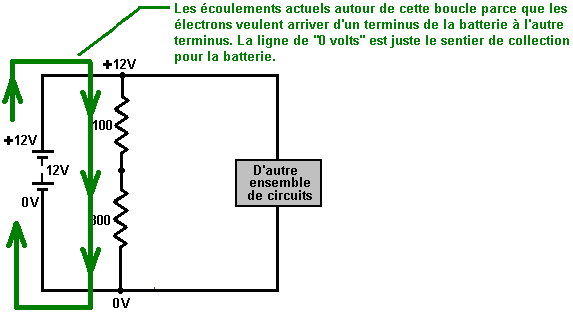 Les écoulements actuels autour de cette boucle parce que les
électrons veulent arriver d'un terminus de la batterie à l'autre
terminus. La ligne de "0 volts" est juste le sentier de collection
pour la batterie.
+12V
100
+12V
12V
0V
D'autre
ensemble
de circuits
0V